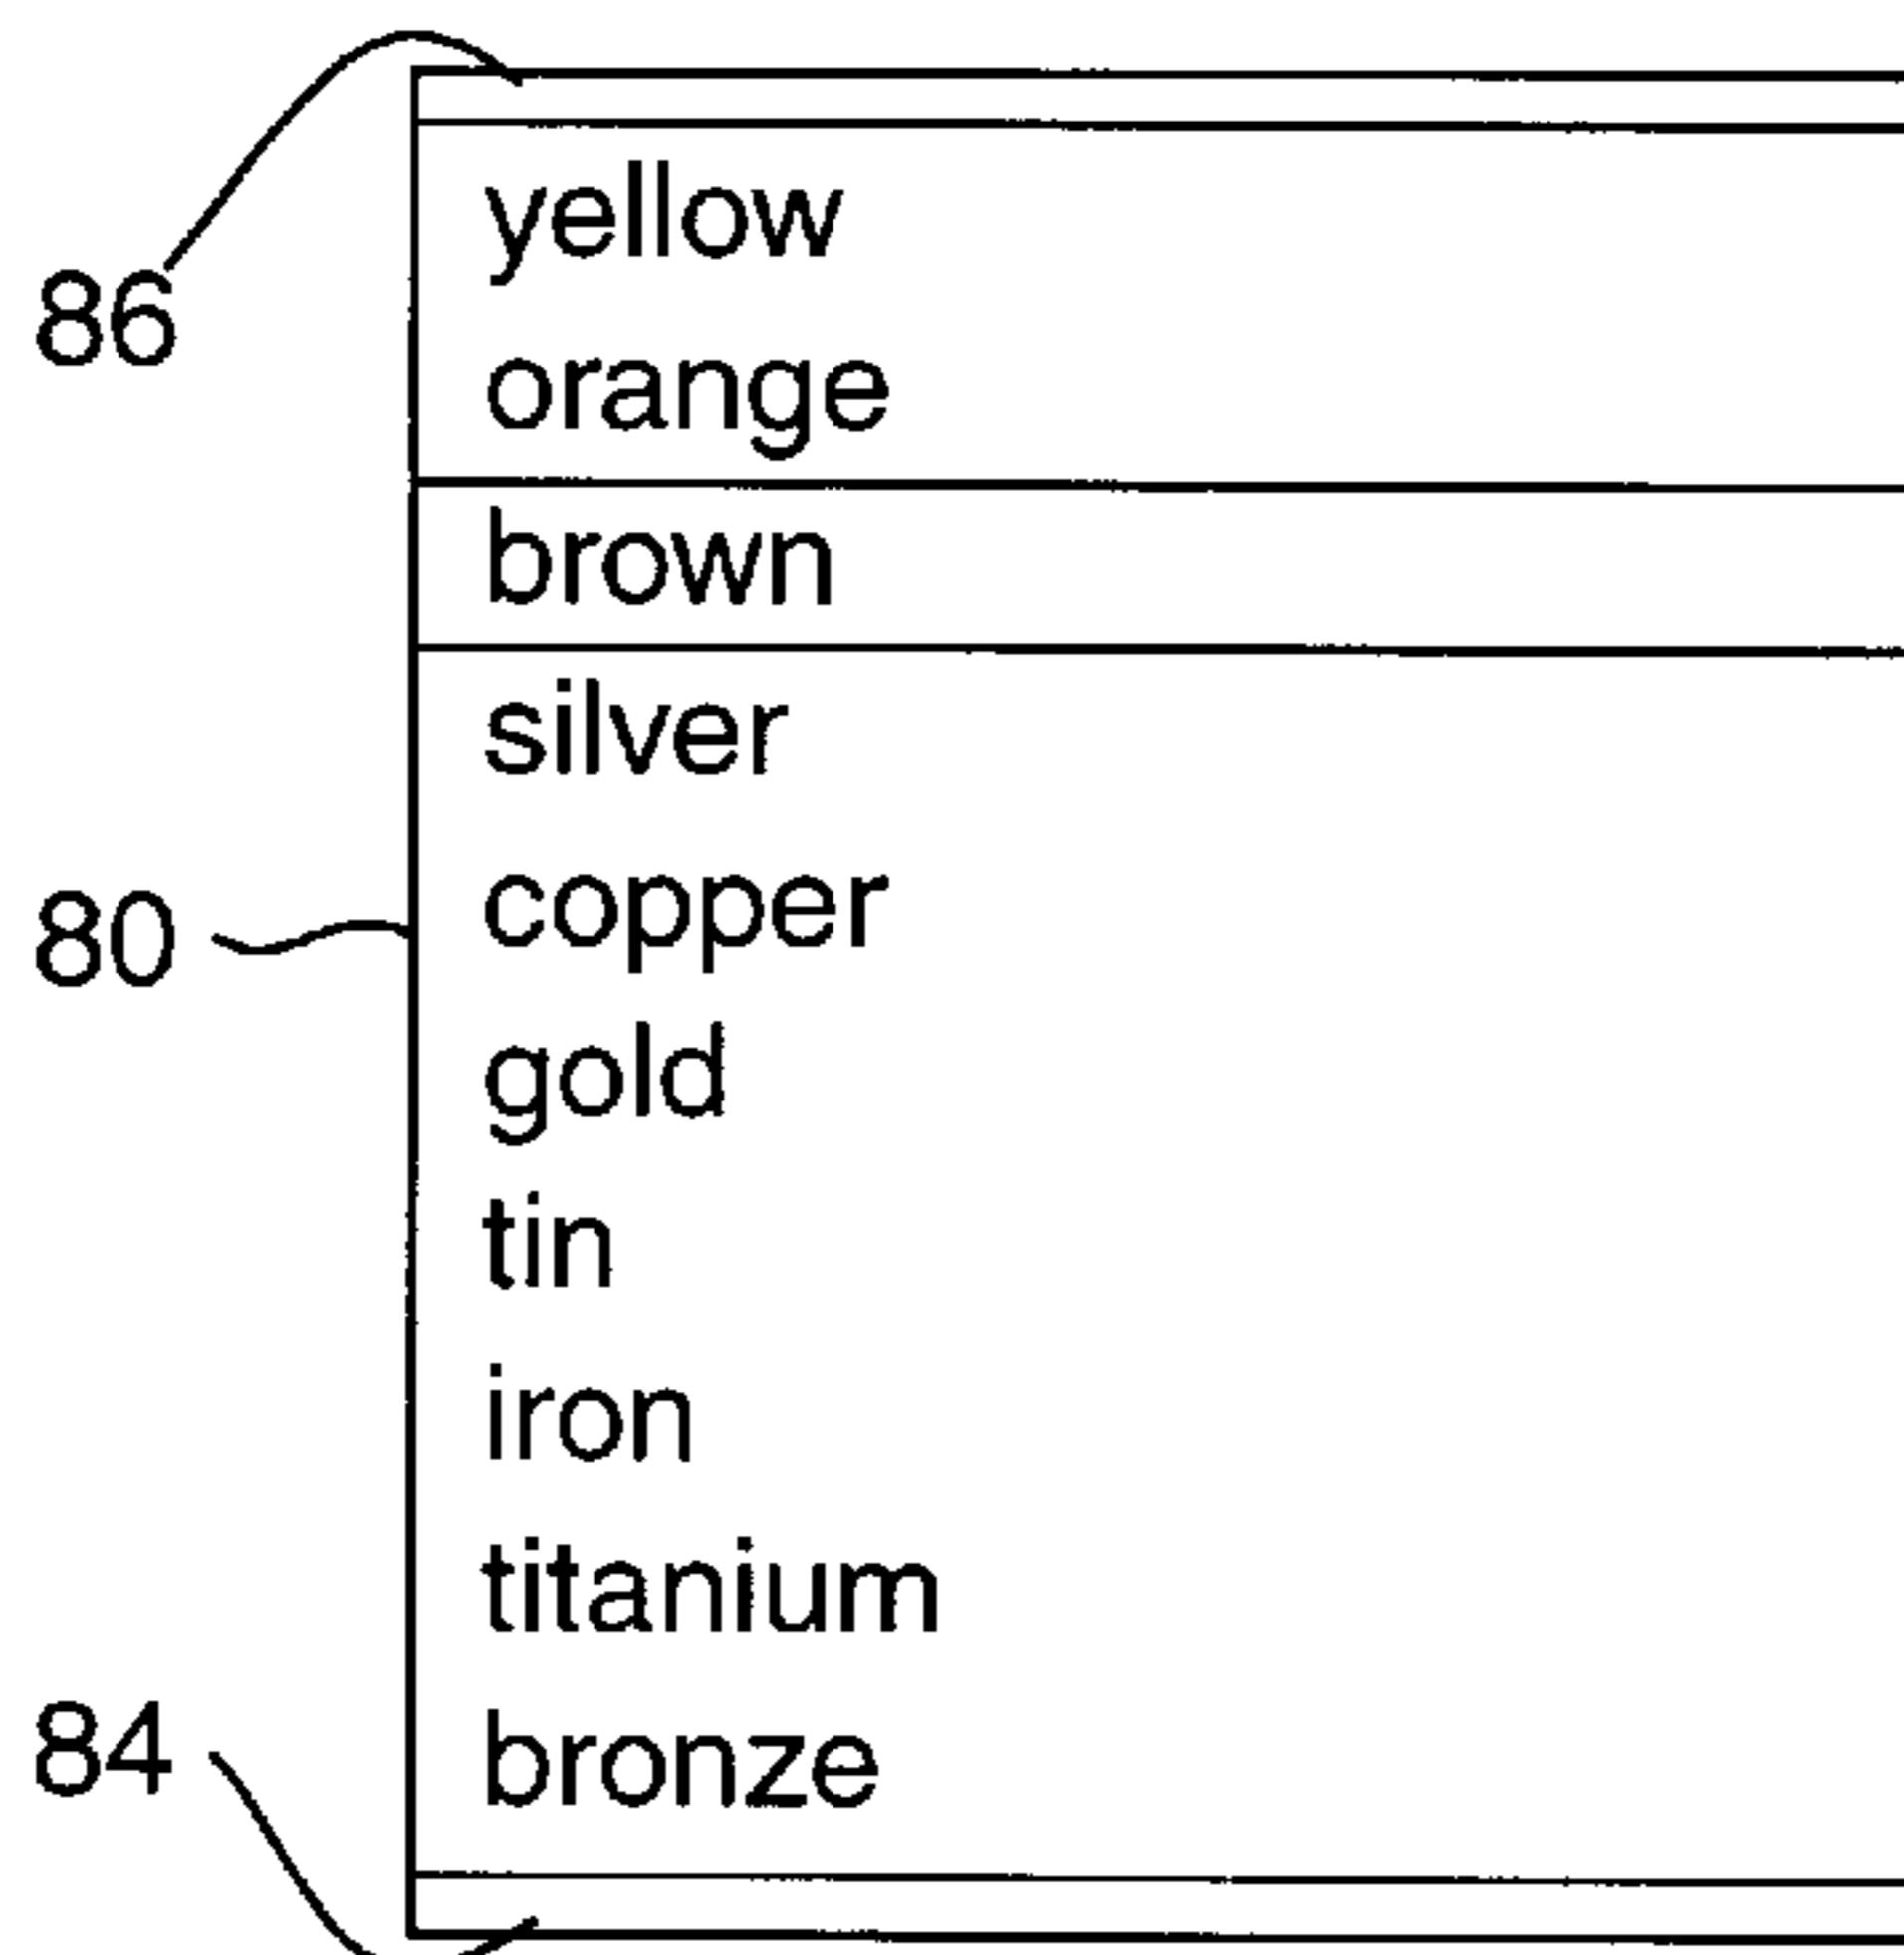 yellow
86
orange
brown
silver
copper
80
gold
tin
iron
titanium
84
bronze